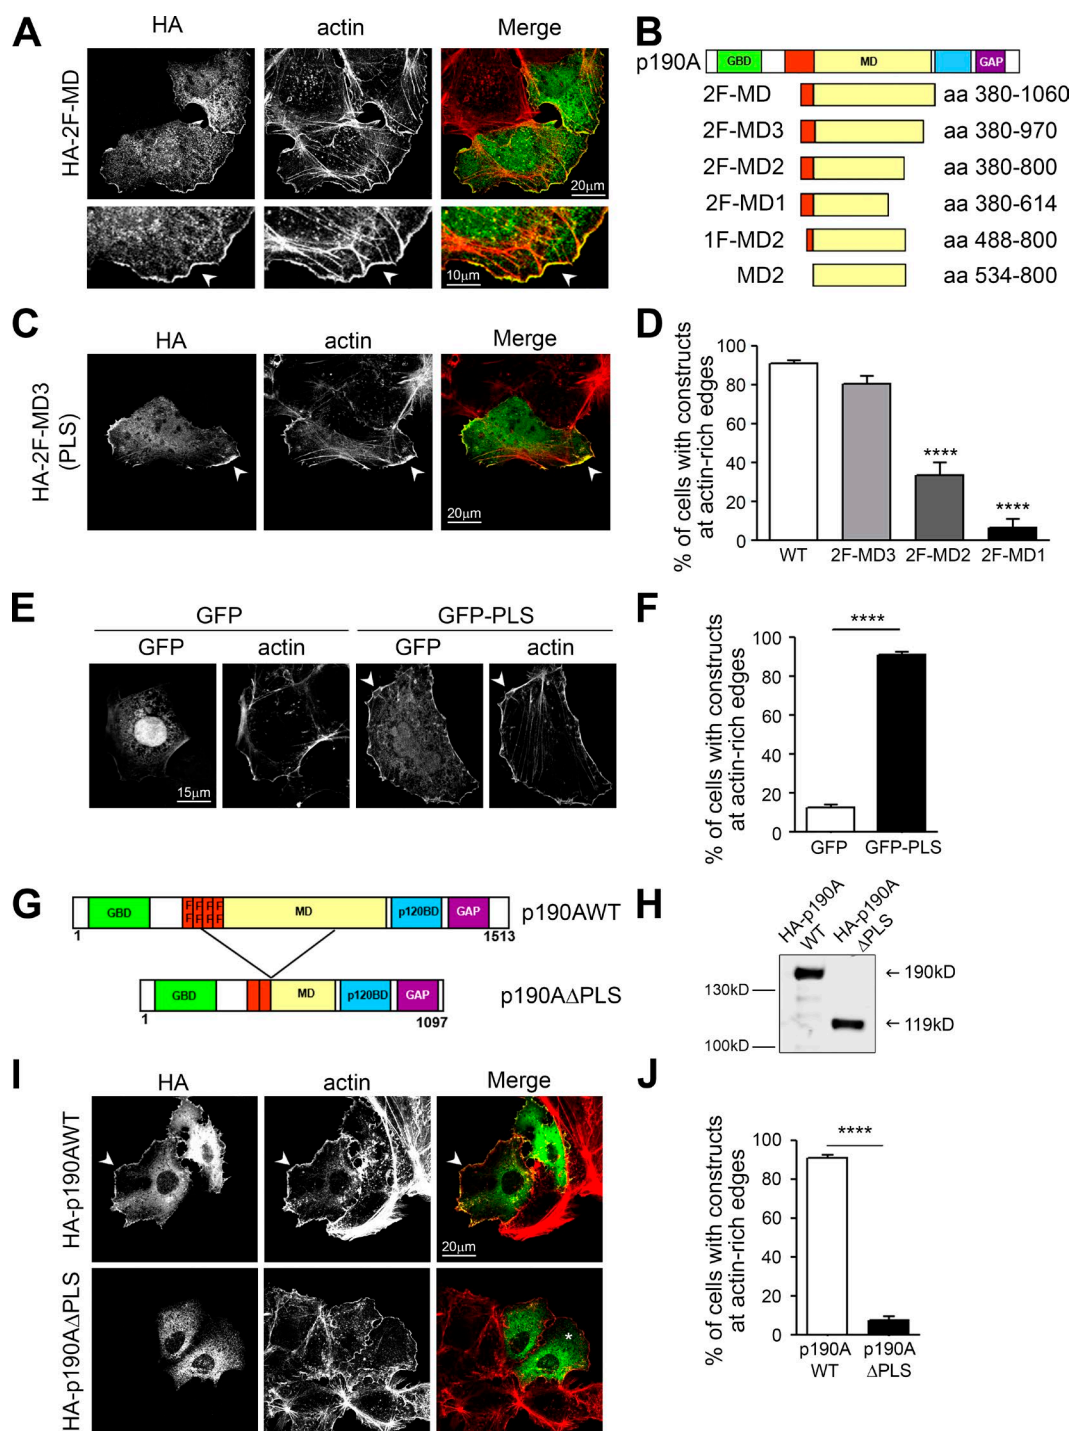 A
HA actin Merge
HA-2F-MD
20µm
10µm
B
p190A GBD MD GAP
2F-MD aa 380-1060
2F-MD3 aa 380-970
2F-MD2 aa 380-800
2F-MD1 aa 380-614
1F-MD2 aa 488-800
MD2 aa 534-800
C
HA actin Merge
HA-2F-MD3
(PLS)
20µm
D
% of cells with constructs
at actin-rich edges
100
80
60
40
20
0
****
****
WT 2F-MD3 2F-MD2 2F-MD1
E
GFP GFP-PLS
GFP actin GFP actin
15µm
F
% of cells with constructs
at actin-rich edges
100
80
60
40
20
0
****
GFP GFP-PLS
G
GBD F F F F MD p120BD GAP p190AWT
F F F F
1 1513
GBD MD p120BD GAP p190AΔPLS
1 1097
H
HA-p190A
WT
HA-p190A
ΔPLS
130kD
100kD
← 190kD
← 119kD
I
HA actin Merge
HA-p190AWT
20µm
HA-p190AΔPLS
*
J
% of cells with constructs
at actin-rich edges
100
80
60
40
20
0
****
p190A p190A
WT ΔPLS